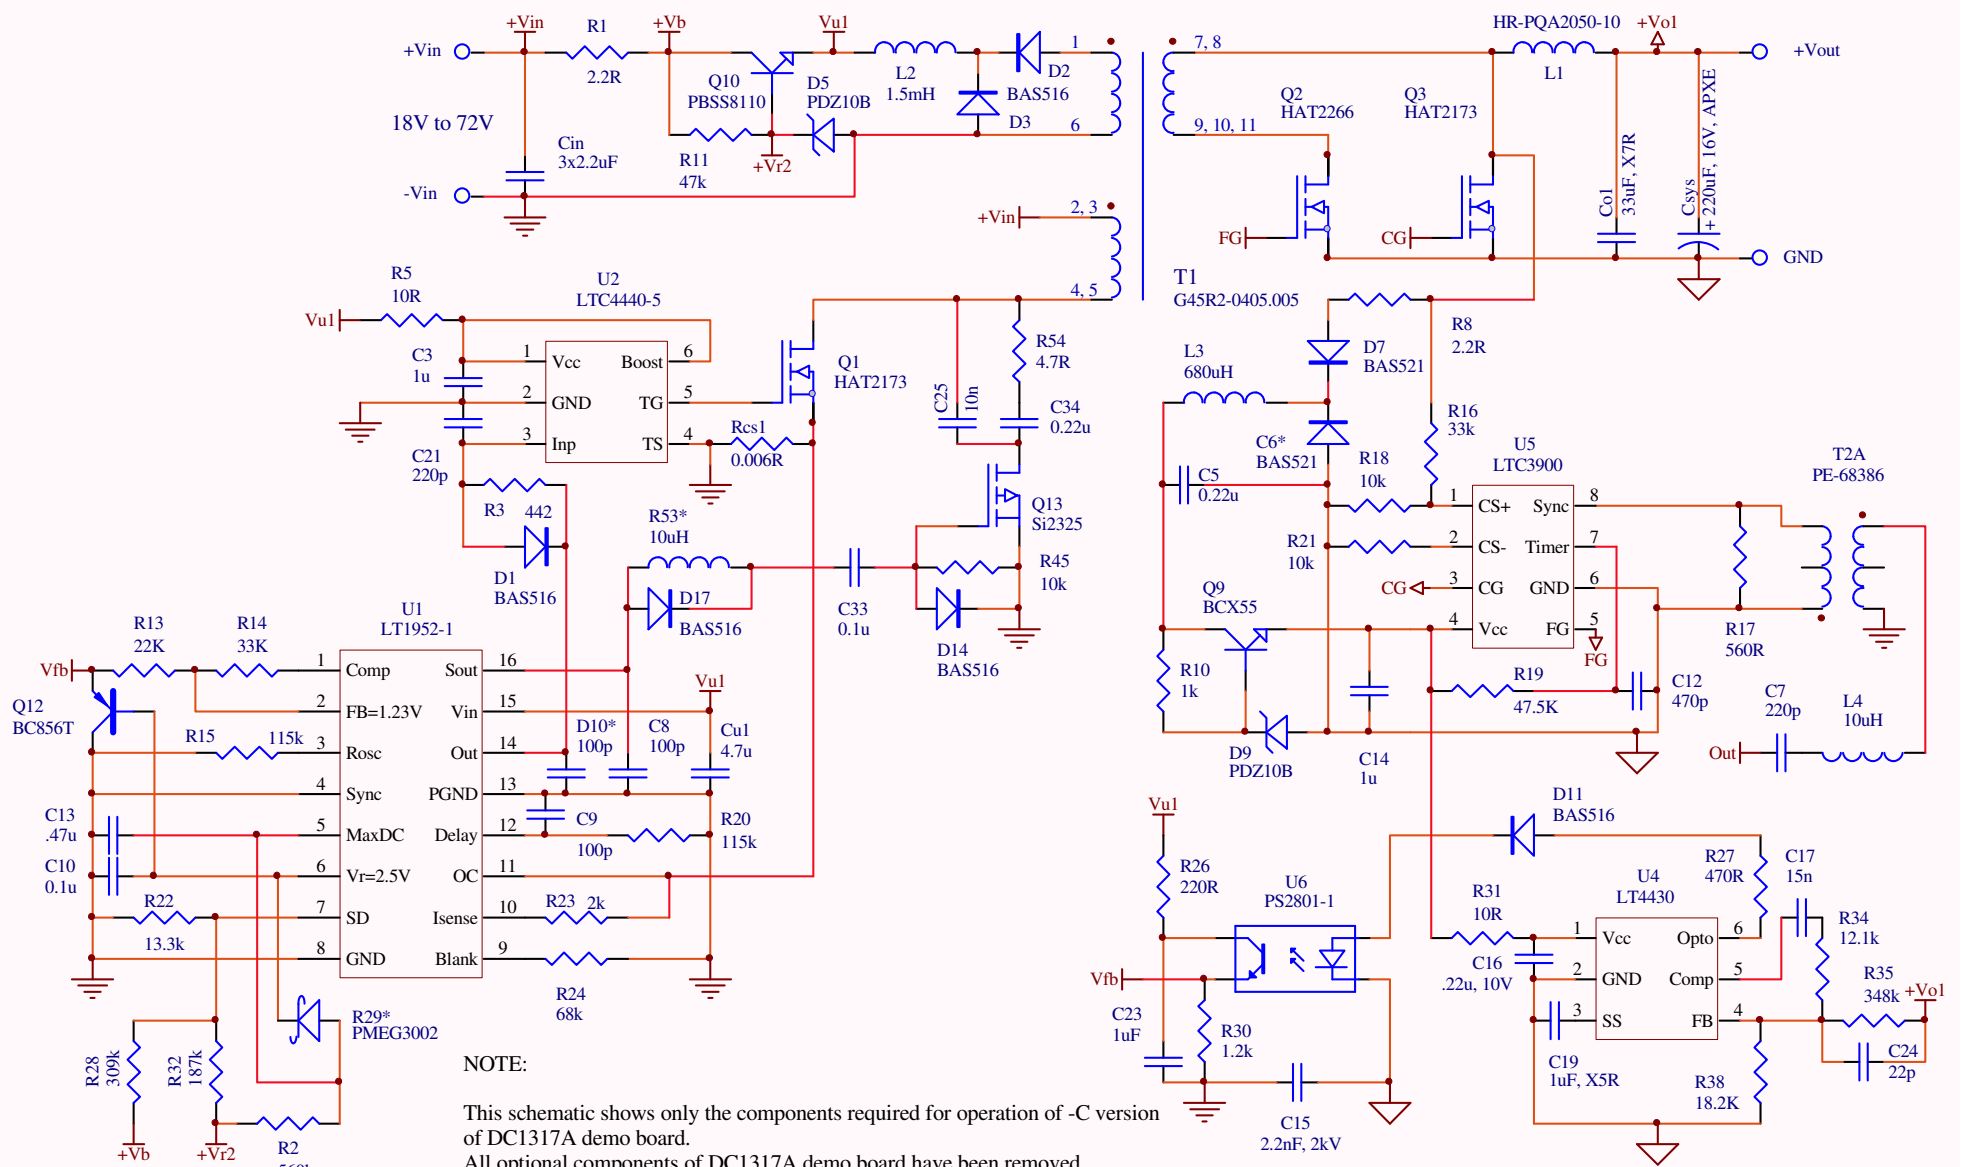 +Vin
R1
+Vb
Vu1
HR-PQA2050-10
+Vo1
+Vin
2.2R
Q10
PBSS8110
D5
PDZ10B
L2
1.5mH
D2
BAS516
D3
1
6
7, 8
9, 10, 11
L1
+Vout
18V to 72V
Cin
3x2.2uF
R11
47k
+Vr2
Q2
HAT2266
Q3
HAT2173
Co1
33uF, X7R
Csys
+ 220uF, 16V, APXE
-Vin
+Vin
2, 3
4, 5
FG
CG
GND
T1
G45R2-0405.005
R5
10R
U2
LTC4440-5
Vu1
C3
1u
1
Vcc
Boost
6
2
GND
TG
5
3
Inp
TS
4
Q1
HAT2173
R54
4.7R
C25
10n
C34
0.22u
Rcs1
0.006R
C21
220p
R3
442
D1
BAS516
R53*
10uH
D17
BAS516
C33
0.1u
Q13
Si2325
R45
10k
D14
BAS516
R8
2.2R
D7
BAS521
L3
680uH
C6*
BAS521
C5
0.22u
R16
33k
R18
10k
R21
10k
U5
LTC3900
1
CS+
Sync
8
2
CS-
Timer
7
3
CG
GND
6
4
Vcc
FG
5
CG
FG
T2A
PE-68386
Q9
BCX55
R10
1k
D9
PDZ10B
C14
1u
R19
47.5K
C12
470p
R17
560R
C7
220p
L4
10uH
Out
R13
22K
R14
33K
U1
LT1952-1
Vfb
Q12
BC856T
R15
115k
1
Comp
Sout
16
2
FB=1.23V
Vin
15
3
Rosc
Out
14
4
Sync
PGND
13
5
MaxDC
Delay
12
6
Vr=2.5V
OC
11
7
SD
Isense
10
8
GND
Blank
9
Vu1
D10*
100p
C8
100p
Cu1
4.7u
C9
100p
R20
115k
C13
.47u
C10
0.1u
R22
13.3k
R23
2k
R24
68k
R29*
PMEG3002
R28
309k
R32
187k
R2
+Vb
+Vr2
Vu1
R26
220R
U6
PS2801-1
Vfb
C23
1uF
R30
1.2k
C15
2.2nF, 2kV
D11
BAS516
R27
470R
C17
15n
R31
10R
U4
LT4430
1
Vcc
Opto
6
2
GND
Comp
5
3
SS
FB
4
C16
.22u, 10V
C19
1uF, X5R
R34
12.1k
R35
348k
+Vo1
C24
22p
R38
18.2K
NOTE:
This schematic shows only the components required for operation of -C version
of DC1317A demo board.
All optional components of DC1317A demo board have been removed